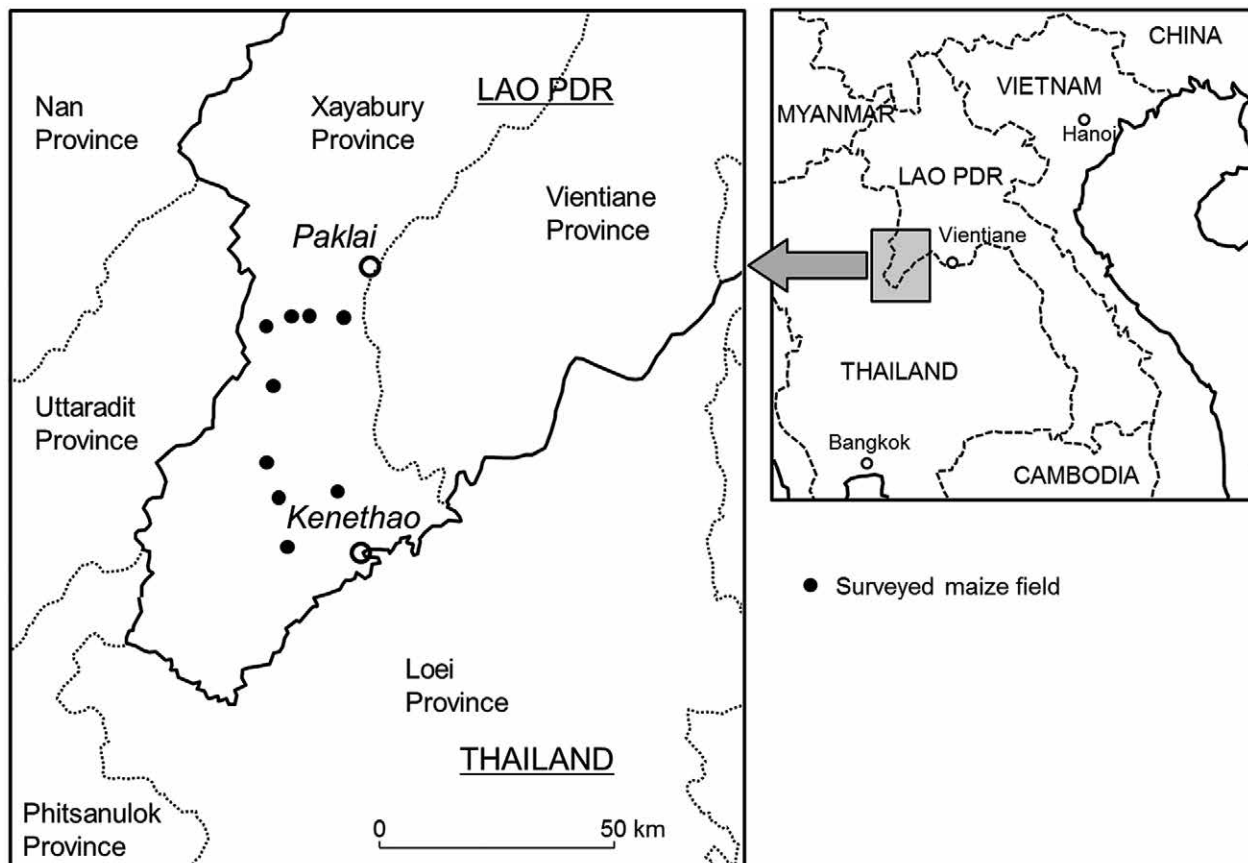 LAO PDR
Nan
Province
Xayabury
Province
Vientiane
Province
Paklai
Uttaradit
Province
Kenethao
Loei
Province
THAILAND
Phitsanulok
Province
0
50 km
CHINA
VIETNAM
MYANMAR
Hanoi
LAO PDR
Vientiane
THAILAND
Bangkok
CAMBODIA
Surveyed maize field